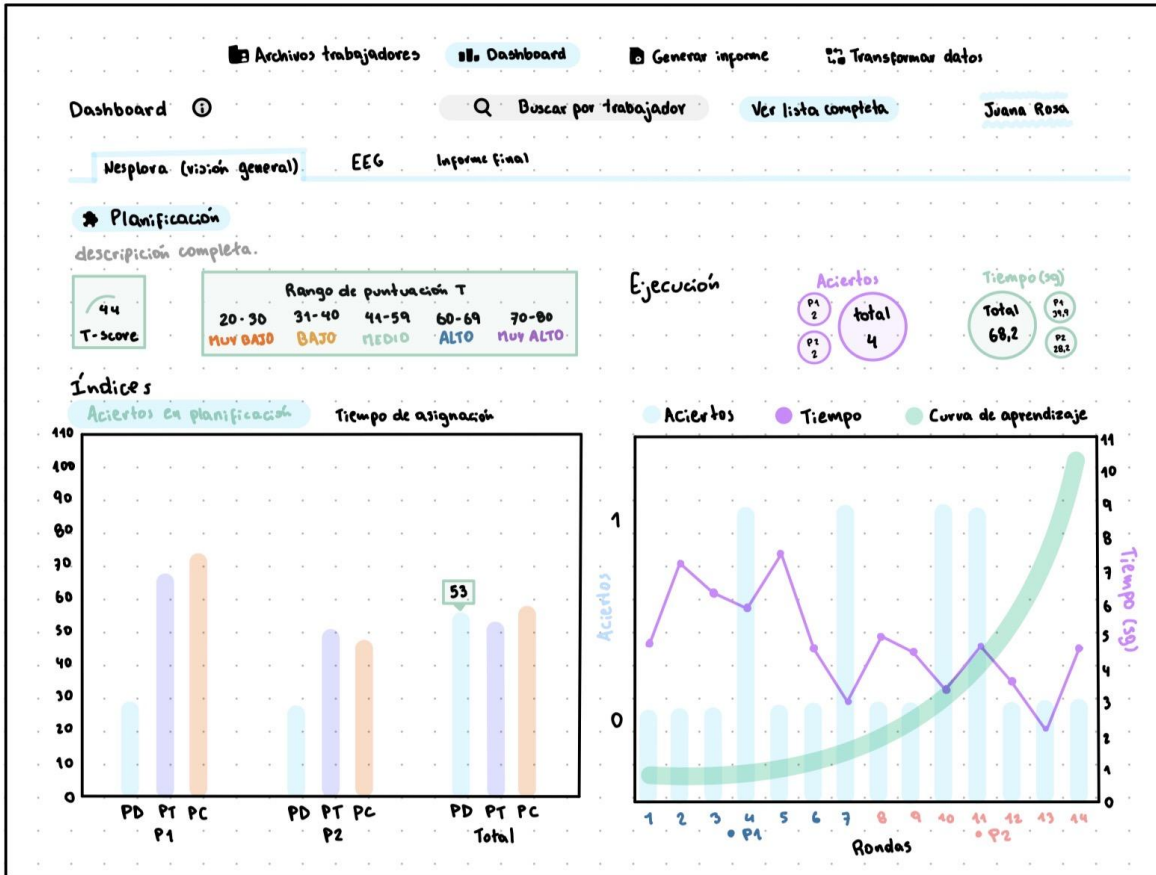 Archivos trabajadores Dashboard Generar informe Transformar datos
Dashboard Buscar por trabajador Ver lista completa Juana Rosa
Nesplora (visión general) EEG Informe final
Planificación
descripición completa.
44
T-score
Rango de puntuación T
20-30 31-40 41-59 60-69 70-80
MUY BAJO BAJO MEDIO ALTO MUY ALTO
Ejecución
Aciertos
P1
2
P2
2
total
4
Tiempo (sg)
Total
68,2
P1
39,9
P2
28,2
Índices
Aciertos en planificación Tiempo de asignación
110
100
90
80
70
60
50
40
30
20
10
0
53
PD PT PC PD PT PC PD PT PC
P1 P2 Total
Aciertos Tiempo Curva de aprendizaje
Aciertos
1
0
11
10
9
8
7
6
5
4
3
2
1
0
Tiempo (sg)
1 2 3 4 5 6 7 8 9 10 11 12 13 14
P1 P2
Rondas